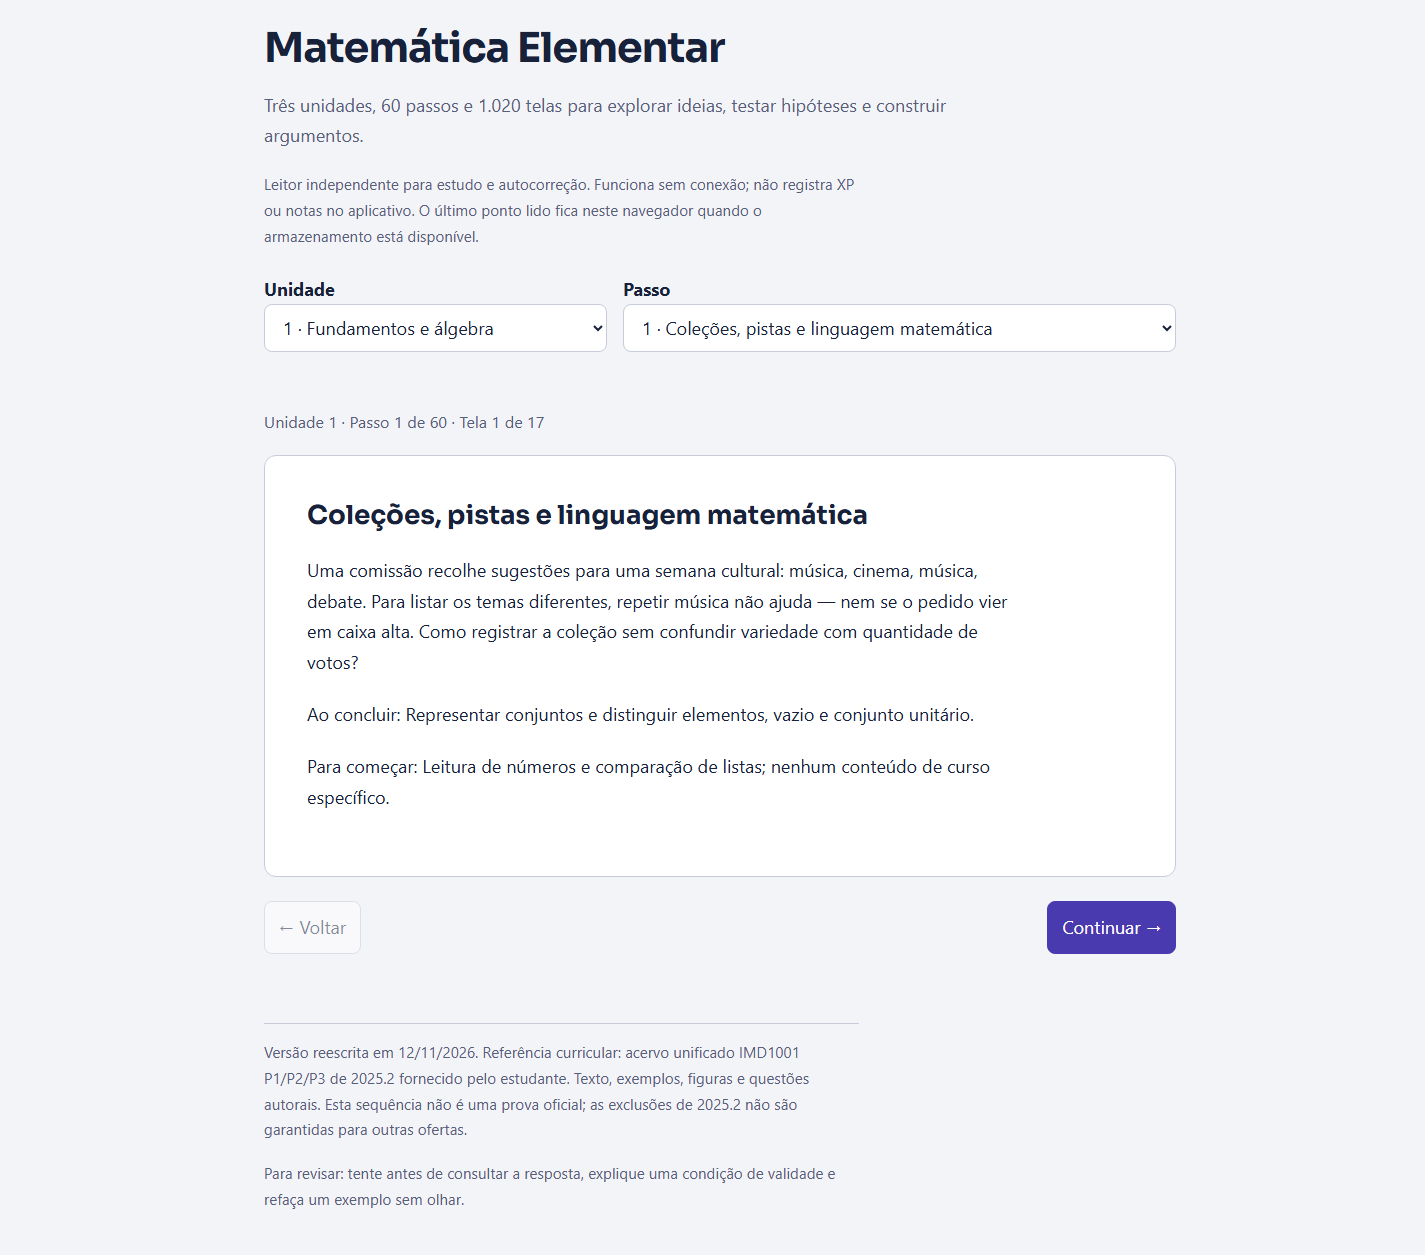 Matemática Elementar
Três unidades, 60 passos e 1.020 telas para explorar ideias, testar hipóteses e construir
argumentos.
Leitor independente para estudo e autocorreção. Funciona sem conexão; não registra XP
ou notas no aplicativo. O último ponto lido fica neste navegador quando o
armazenamento está disponível.
Unidade
1 · Fundamentos e álgebra
Passo
1 · Coleções, pistas e linguagem matemática
Unidade 1 · Passo 1 de 60 · Tela 1 de 17
Coleções, pistas e linguagem matemática
Uma comissão recolhe sugestões para uma semana cultural: música, cinema, música,
debate. Para listar os temas diferentes, repetir música não ajuda — nem se o pedido vier
em caixa alta. Como registrar a coleção sem confundir variedade com quantidade de
votos?
Ao concluir: Representar conjuntos e distinguir elementos, vazio e conjunto unitário.
Para começar: Leitura de números e comparação de listas; nenhum conteúdo de curso
específico.
← Voltar
Continuar →
Versão reescrita em 12/11/2026. Referência curricular: acervo unificado IMD1001
P1/P2/P3 de 2025.2 fornecido pelo estudante. Texto, exemplos, figuras e questões
autorais. Esta sequência não é uma prova oficial; as exclusões de 2025.2 não são
garantidas para outras ofertas.
Para revisar: tente antes de consultar a resposta, explique uma condição de validade e
refaça um exemplo sem olhar.